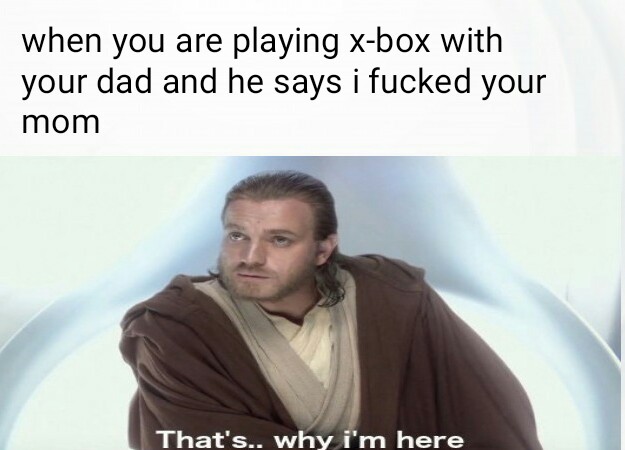 when you are playing x-box with
your dad and he says i fucked your
mom
That's.. why i'm here